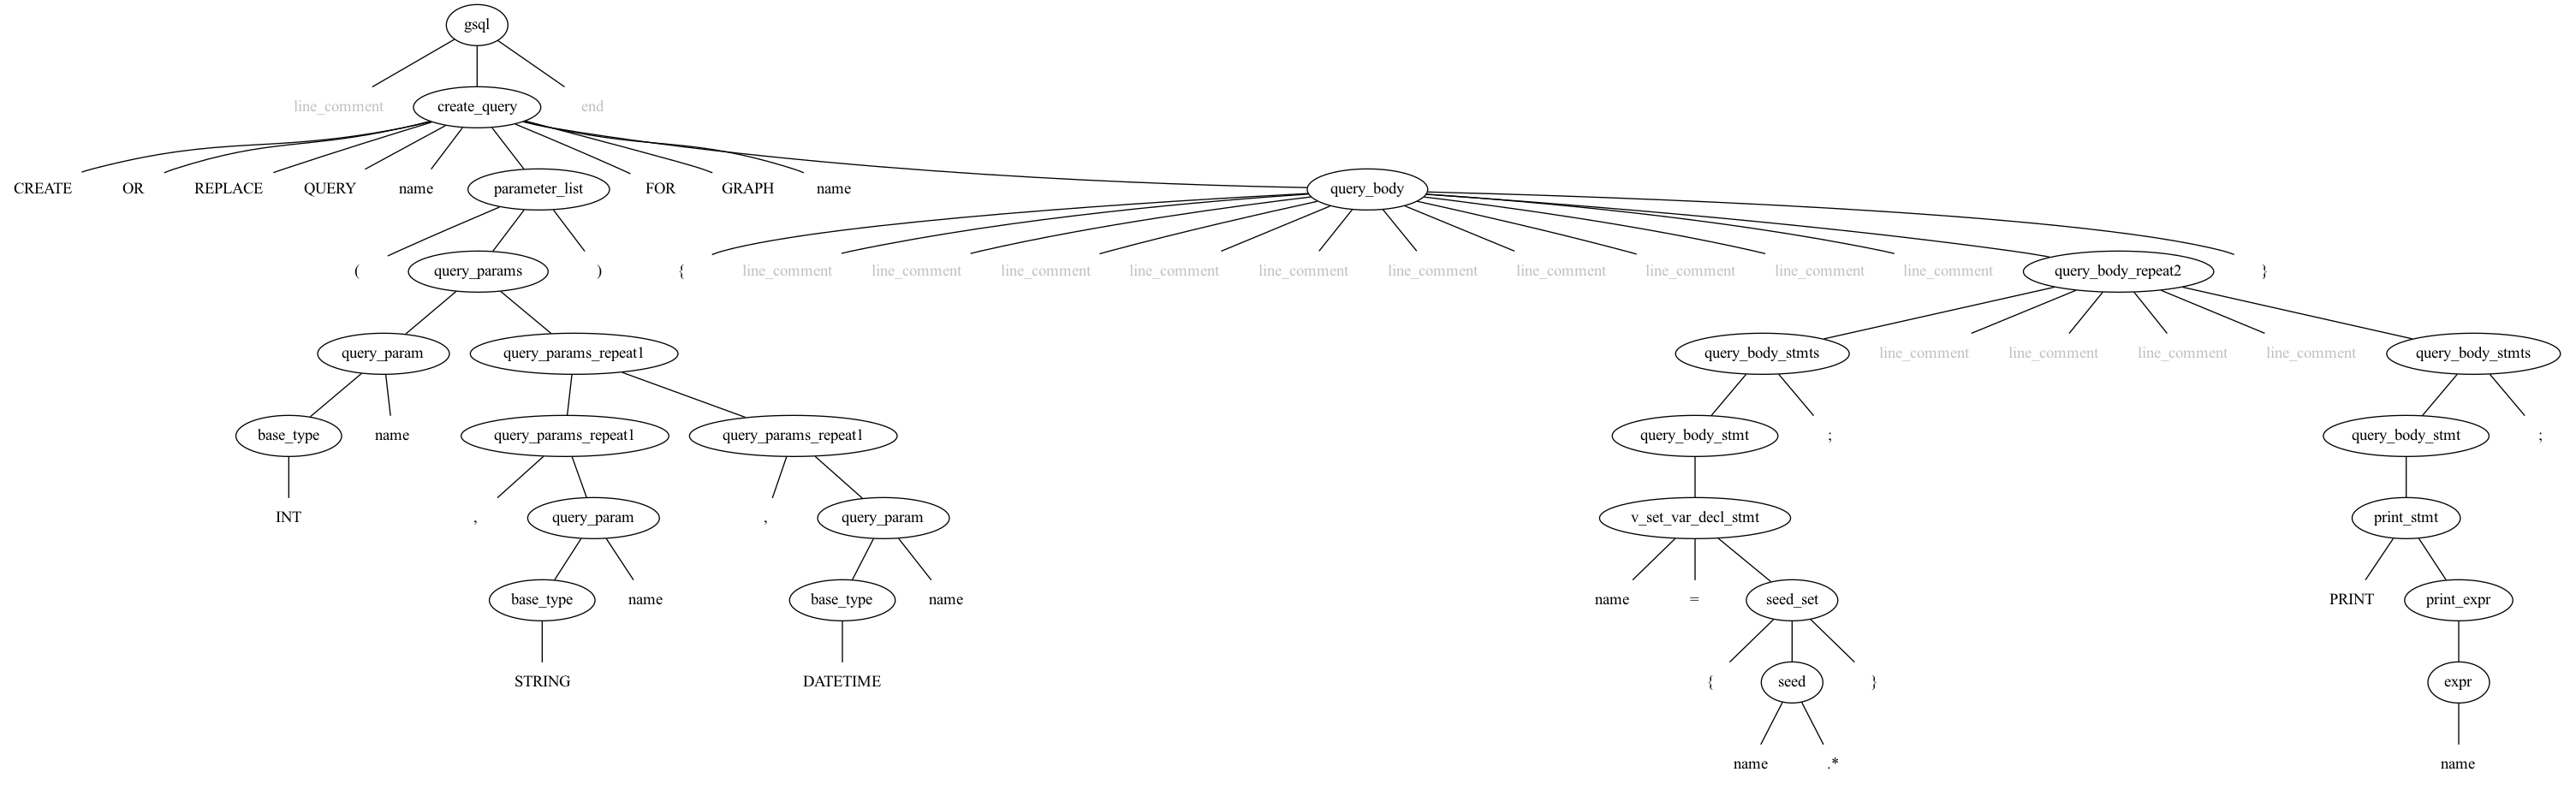 gsql
line_comment create_query end
CREATE OR REPLACE QUERY name parameter_list FOR GRAPH name query_body
( query_params ) { line_comment line_comment line_comment line_comment line_comment line_comment line_comment line_comment line_comment line_comment query_body_repeat2 }
query_param query_params_repeat1 query_body_stmts line_comment line_comment line_comment line_comment query_body_stmts
base_type name query_params_repeat1 query_params_repeat1 query_body_stmt ; query_body_stmt ;
INT , query_param , query_param v_set_var_decl_stmt print_stmt
base_type name base_type name name = seed_set PRINT print_expr
STRING DATETIME { seed } expr
name .* name